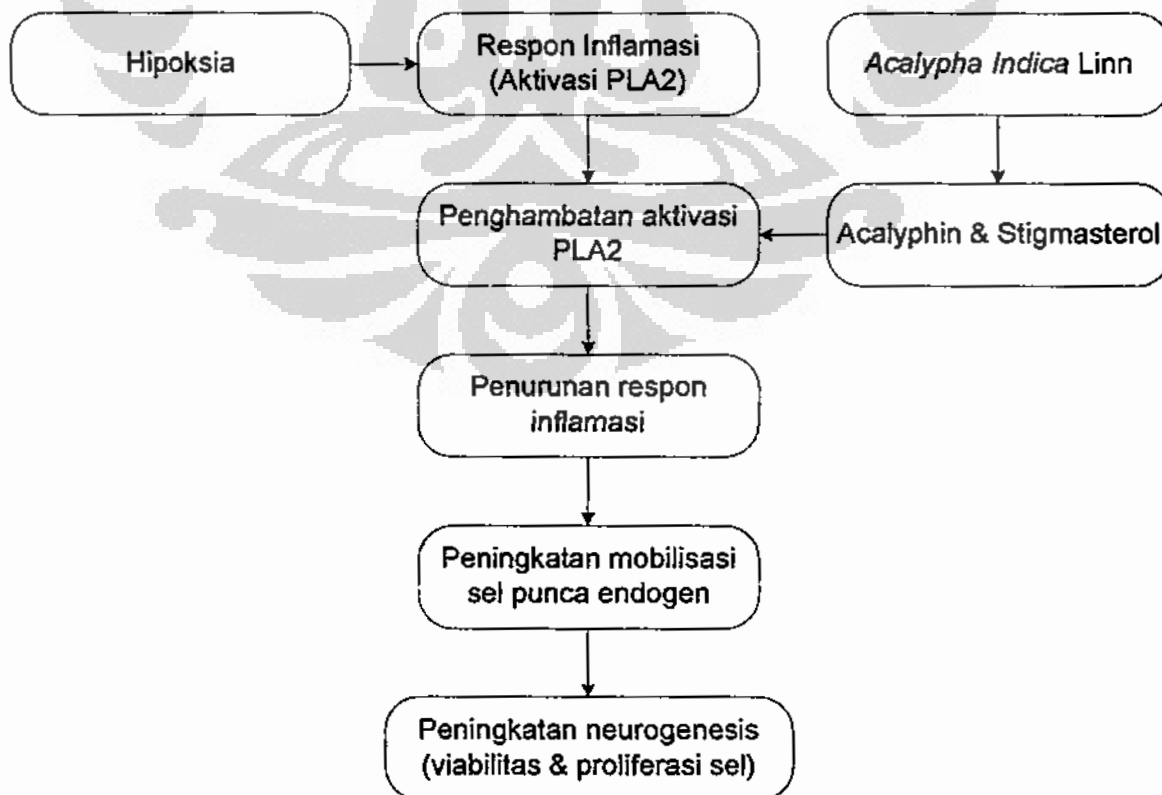 Hipoksia
Respon Inflamasi
(Aktivasi PLA2)
Acalypha Indica Linn
Penghambatan aktivasi
PLA2
Acalyphin & Stigmasterol
Penurunan respon
inflamasi
Peningkatan mobilisasi
sel punca endogen
Peningkatan neurogenesis
(viabilitas & proliferasi sel)